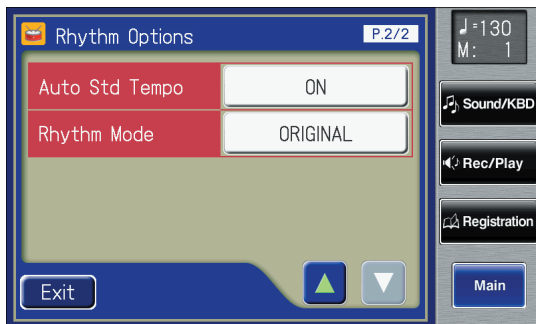 Rhythm Options
P.2/2
Auto Std Tempo
ON
Rhythm Mode
ORIGINAL
Exit
♩=130
M: 1
Sound/KBD
Rec/Play
Registration
Main